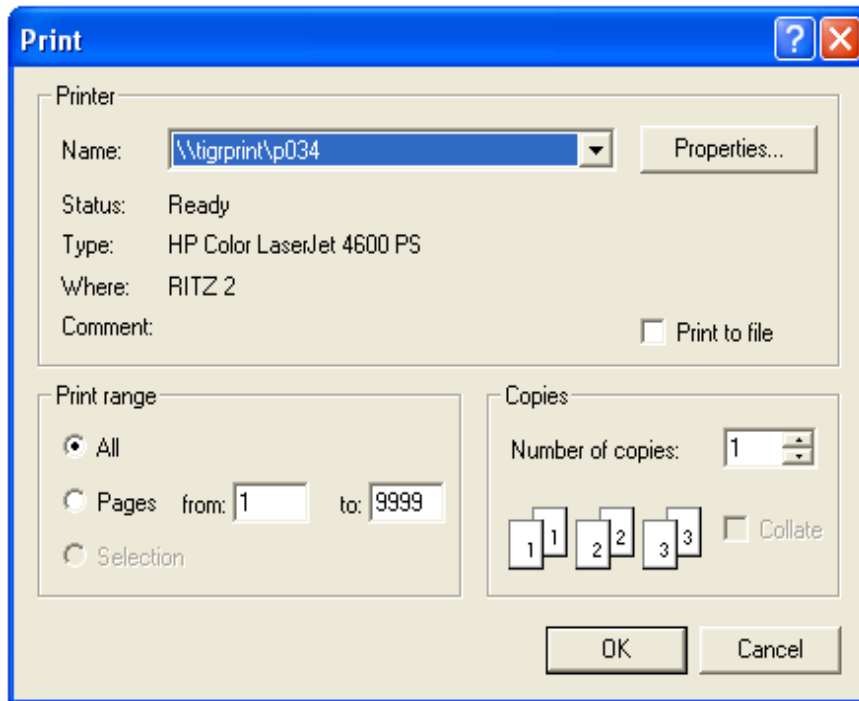 Print
Printer
Name: \\tigrprint\p034 Properties...
Status: Ready
Type: HP Color LaserJet 4600 PS
Where: RITZ 2
Comment: Print to file
Print range
All
Pages from: 1 to: 9999
Selection
Copies
Number of copies: 1
1 1 2 2 3 3 Collate
OK Cancel